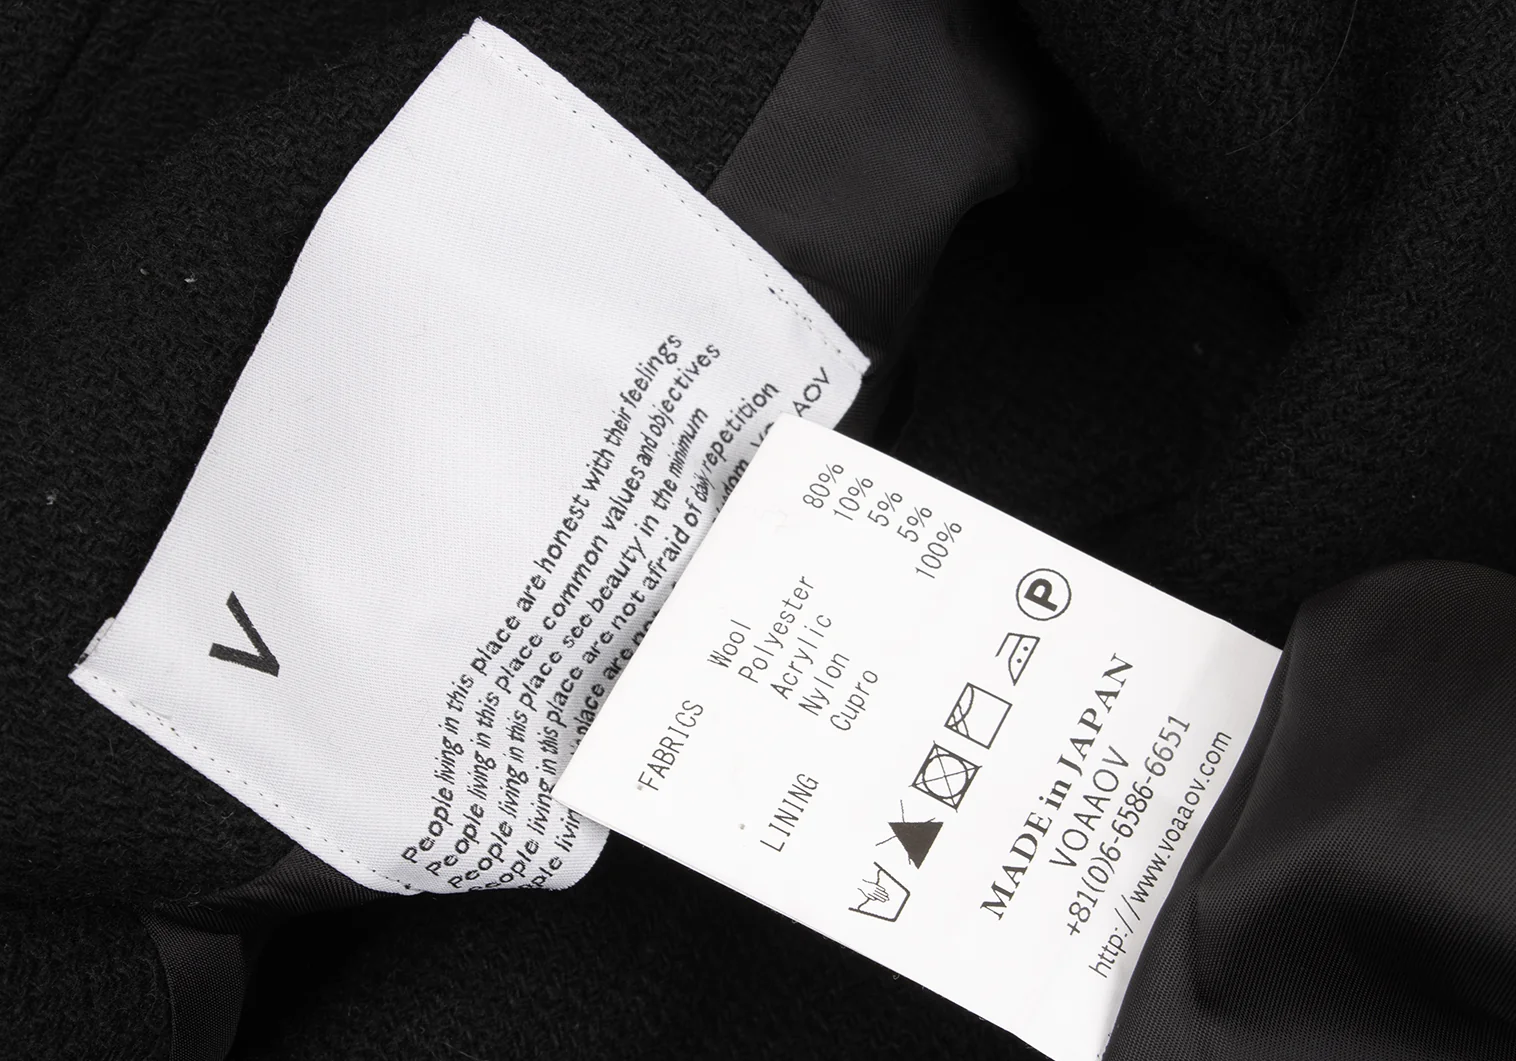 V
People living in this place are honest with their feelings
People living in this place common values and objectives
People living in this place see beauty in the minimum
People living in this place are not afraid of daily repetition
AOV
FABRICS
Wool 80%
Polyester 10%
Acrylic 5%
Nylon 5%
LINING Cupro 100%
P
MADE in JAPAN
VOAAOV
+81(0)6-6586-6651
http://www.voaaov.com